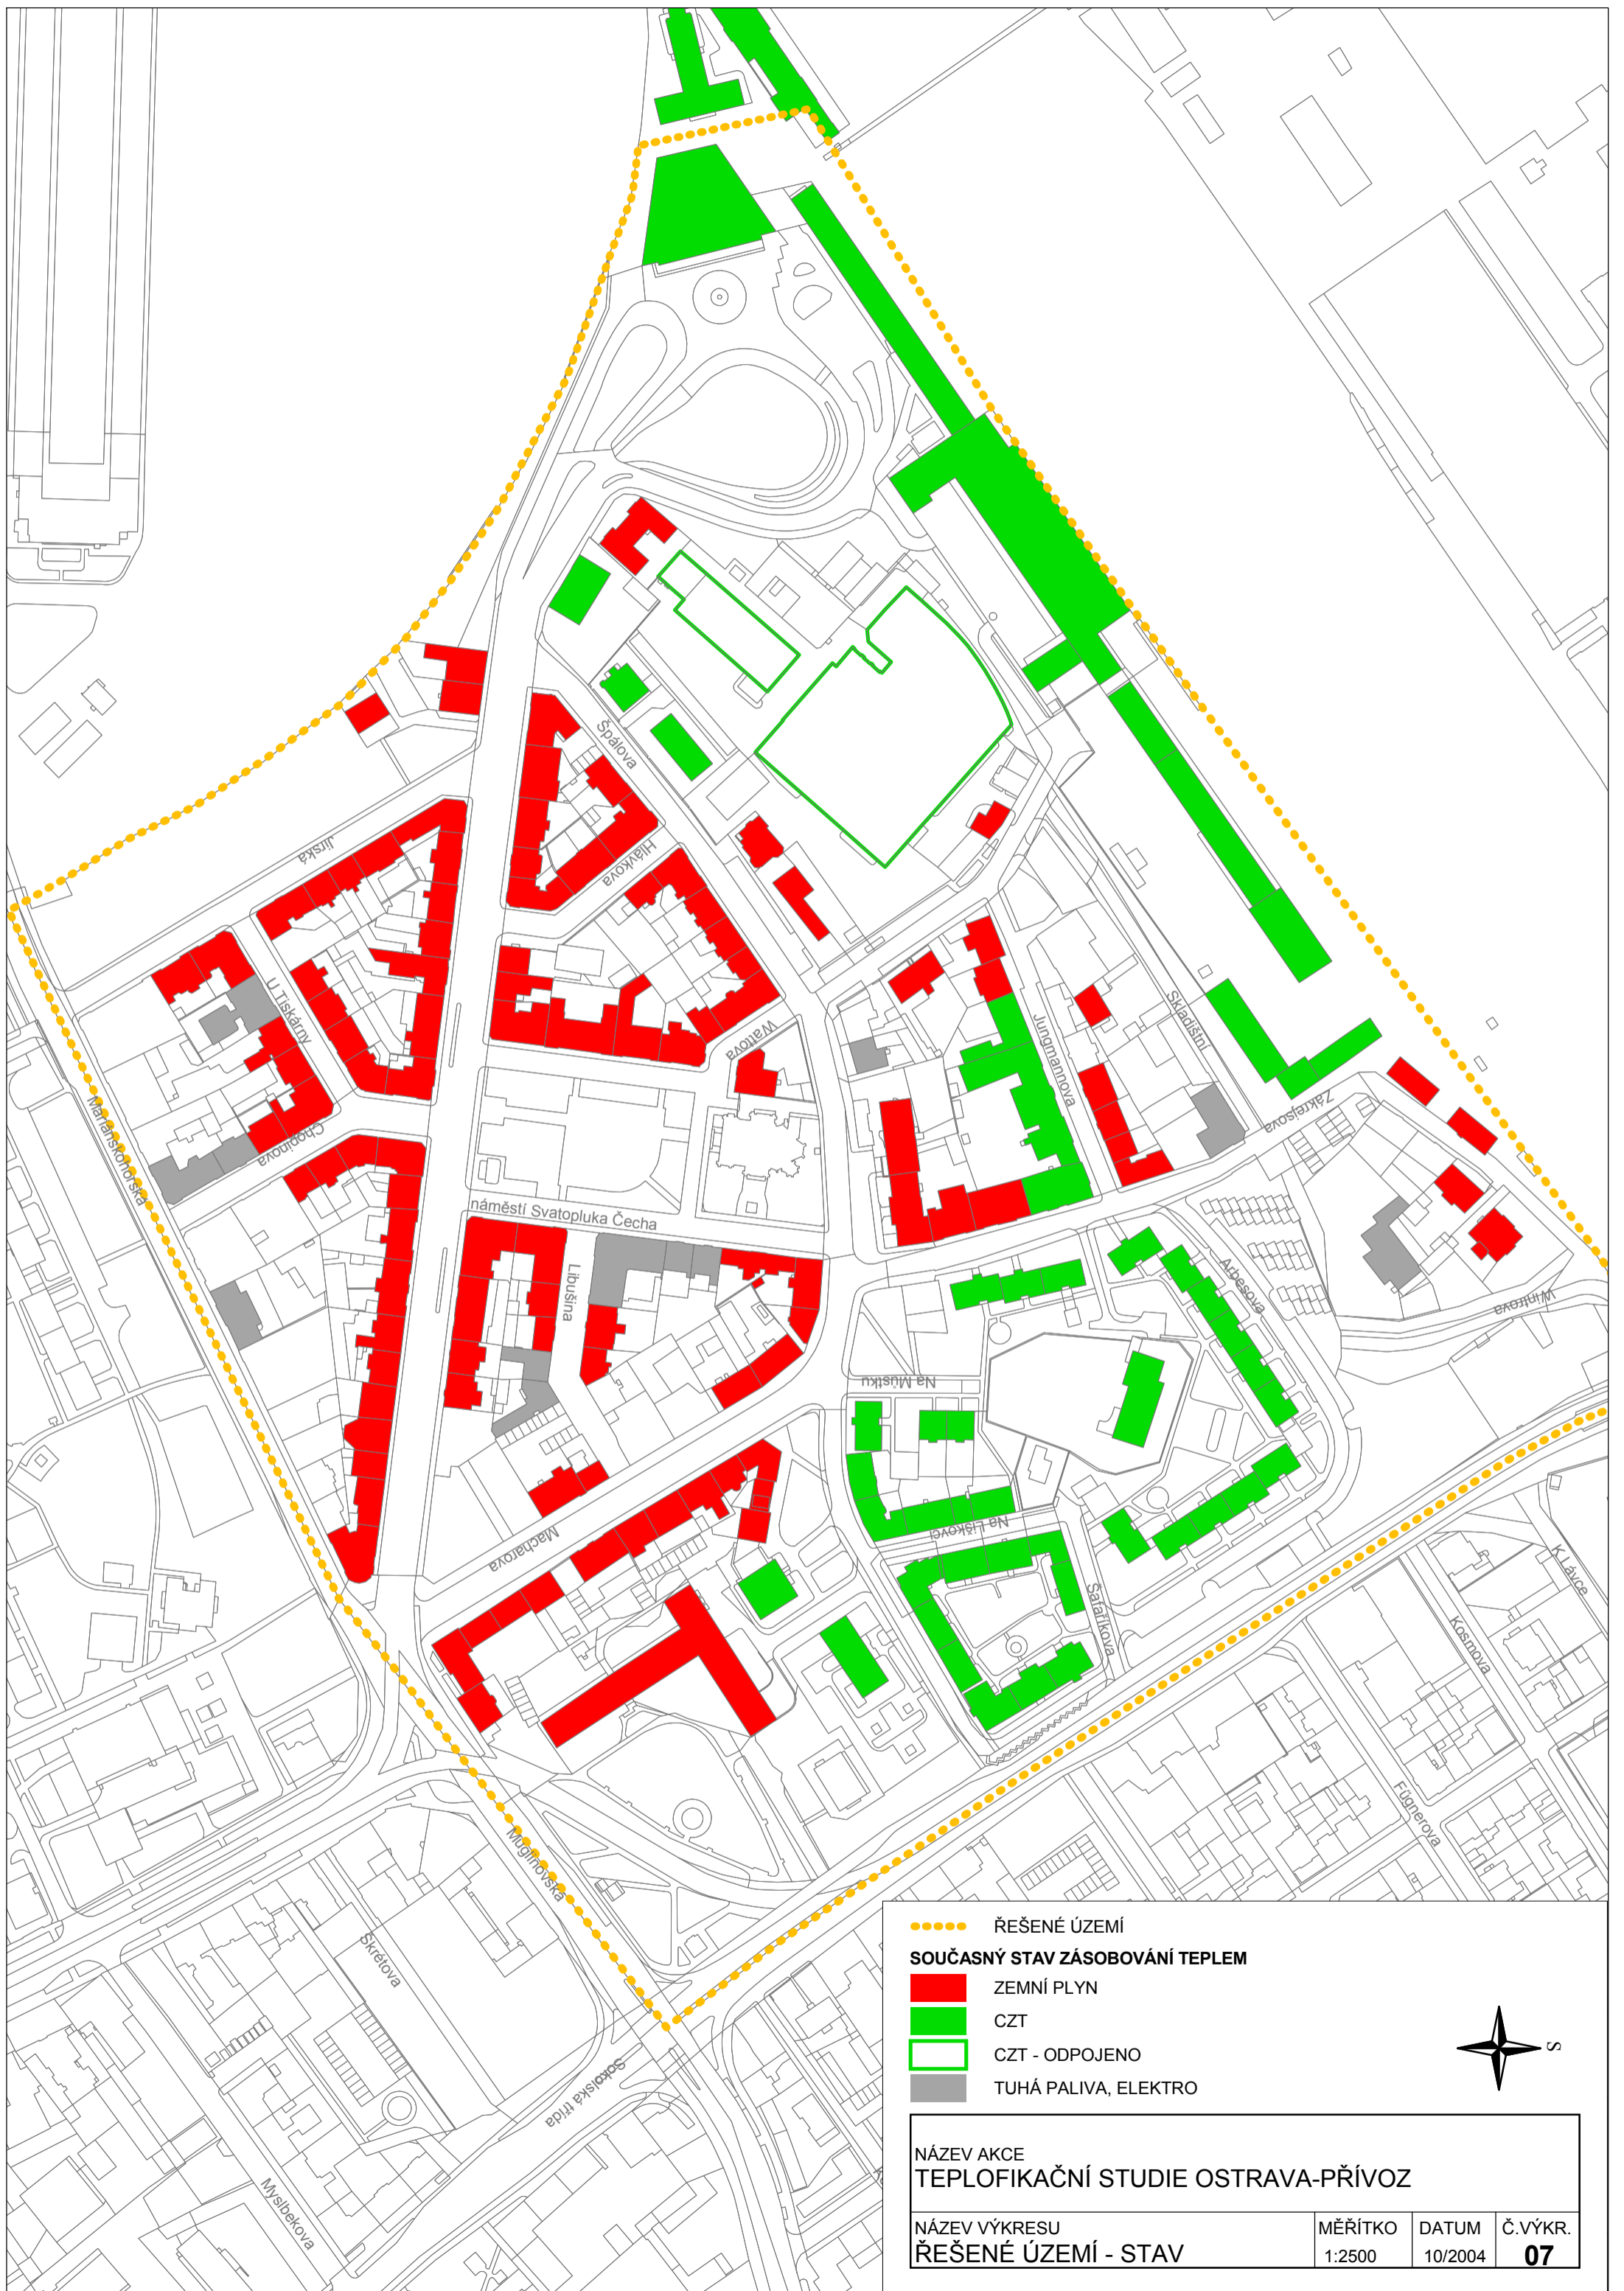 Špálova
Hlávkova
Jirská
U Tiskárny
Wattova
Jungmannova
Skladištní
Zákrejsova
Mariánskohorská
Chopinova
náměstí Svatopluka Čecha
Libušina
Arbesova
Wintrova
Na Můstku
Macharova
Na Liškovci
Šafaříkova
K Lávce
Kosmova
Fügnerova
Muglinovská
Škrétova
Sokolská třída
Myslbekova
ŘEŠENÉ ÚZEMÍ
SOUČASNÝ STAV ZÁSOBOVÁNÍ TEPLEM
ZEMNÍ PLYN
CZT
CZT - ODPOJENO
TUHÁ PALIVA, ELEKTRO
S
NÁZEV AKCE
TEPLOFIKAČNÍ STUDIE OSTRAVA-PŘÍVOZ
NÁZEV VÝKRESU
ŘEŠENÉ ÚZEMÍ - STAV
MĚŘÍTKO
1:2500
DATUM
10/2004
Č.VÝKR.
07